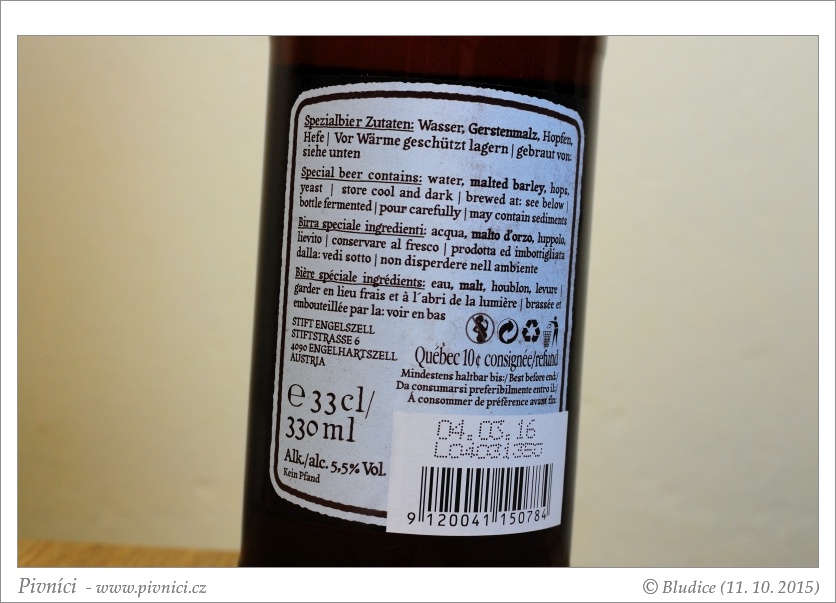 Spezialbier Zutaten: Wasser, Gerstenmalz, Hopfen,
Hefe | Vor Wärme geschützt lagern | gebraut von:
siehe unten
Special beer contains: water, malted barley, hops,
yeast | store cool and dark | brewed at: see below |
bottle fermented | pour carefully | may contain sediments
Birra speciale ingredienti: acqua, malto d'orzo, luppolo,
lievito | conservare al fresco | prodotta ed imbottigliata
dalla: vedi sotto | non disperdere nell ambiente
Bière spéciale ingrédients: eau, malt, houblon, levure |
garder en lieu frais et à l´abri de la lumière | brassée et
embouteillée par la: voir en bas
STIFT ENGELSZELL
STIFTSTRASSE 6
4090 ENGELHARTSZELL
AUSTRIA
Québec 10¢ consignée/refund
Mindestens haltbar bis:/Best before end:/
Da consumarsi preferibilmente entro il:/
À consommer de préférence avant fin:
℮ 33cl/
330ml
Alk./alc. 5,5% Vol.
Kein Pfand
04.03.16
L04031350
9 120041 150784
Pivníci - www.pivnici.cz
© Bludice (11. 10. 2015)